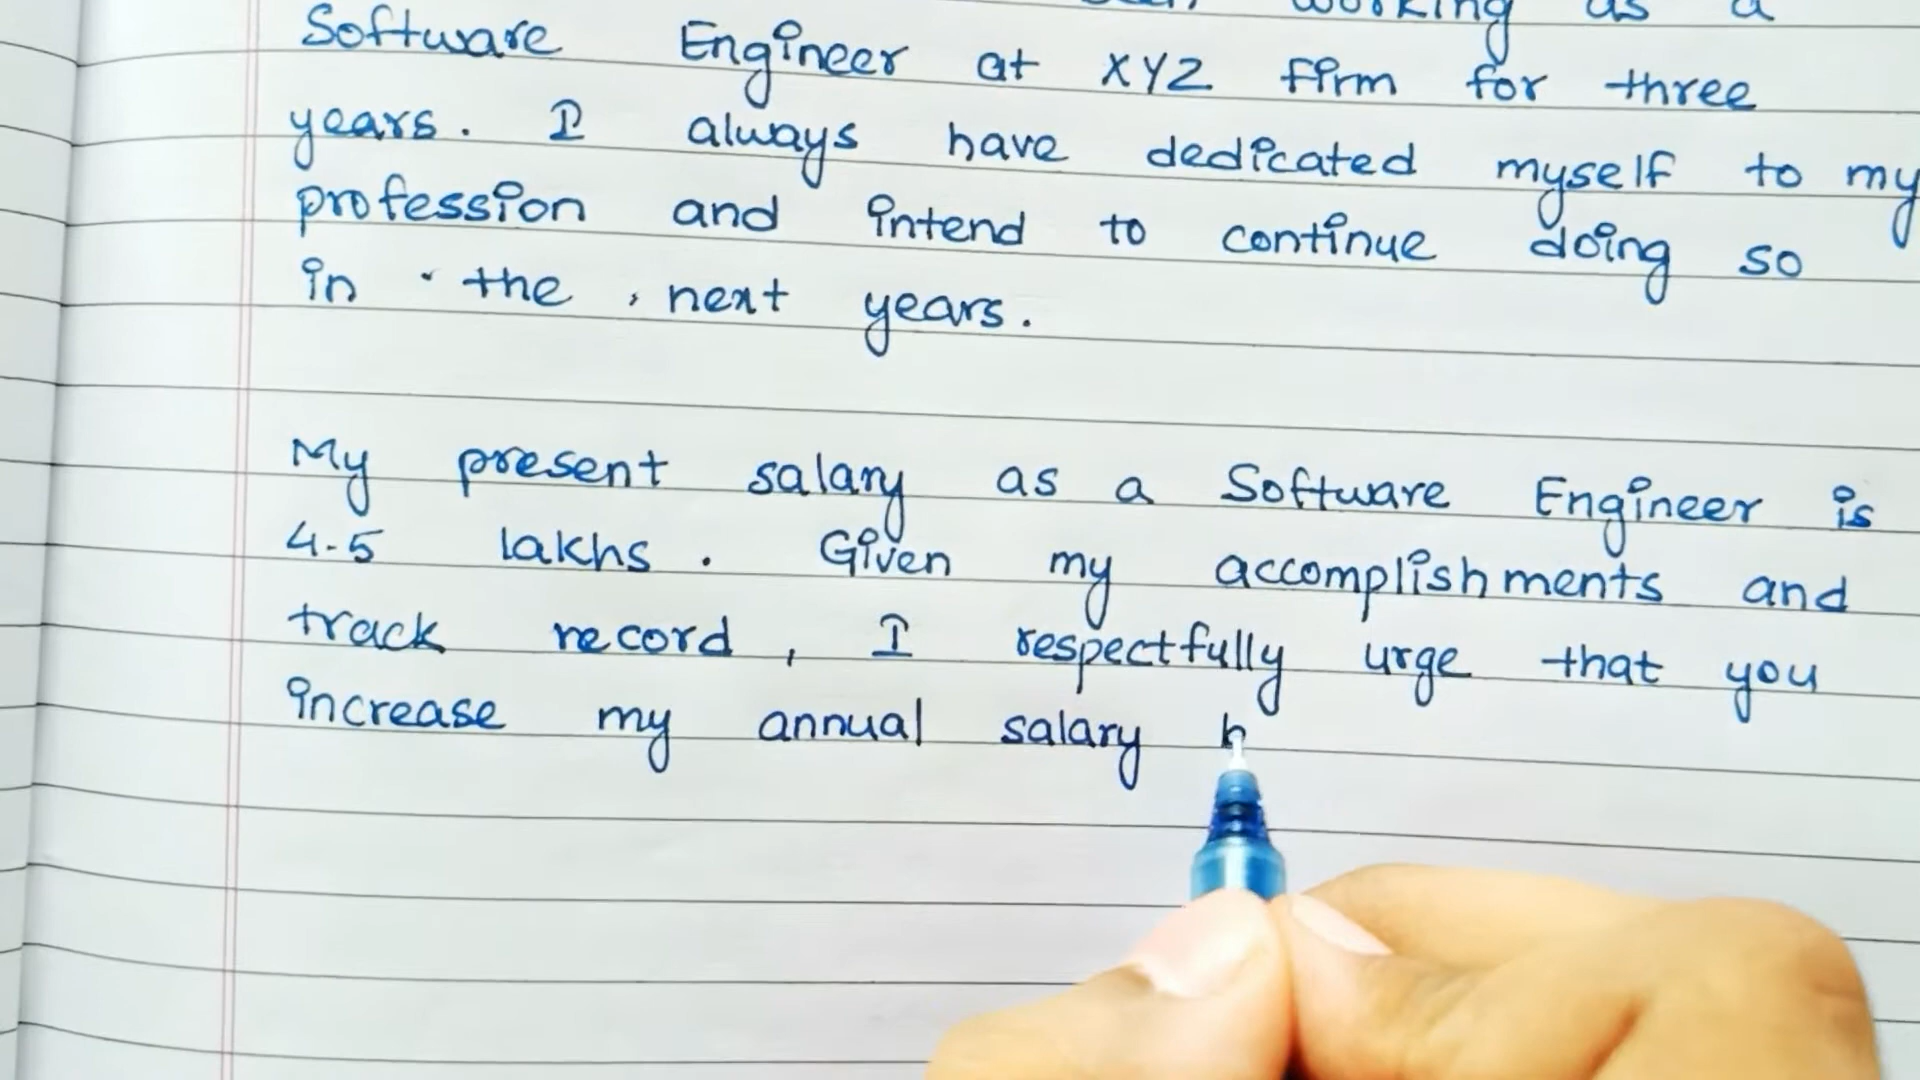 working as a
Software Engineer at XYZ firm for three
years. I always have dedicated myself to my
profession and intend to continue doing so
in the next years.
My present salary as a Software Engineer is
4.5 lakhs. Given my accomplishments and
track record, I respectfully urge that you
increase my annual salary